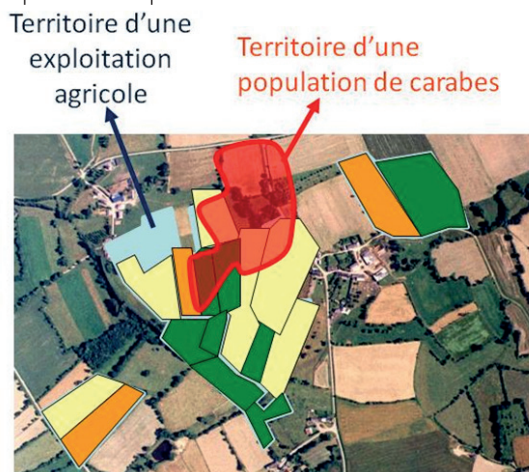 Territoire d’une
exploitation
agricole
Territoire d’une
population de carabes